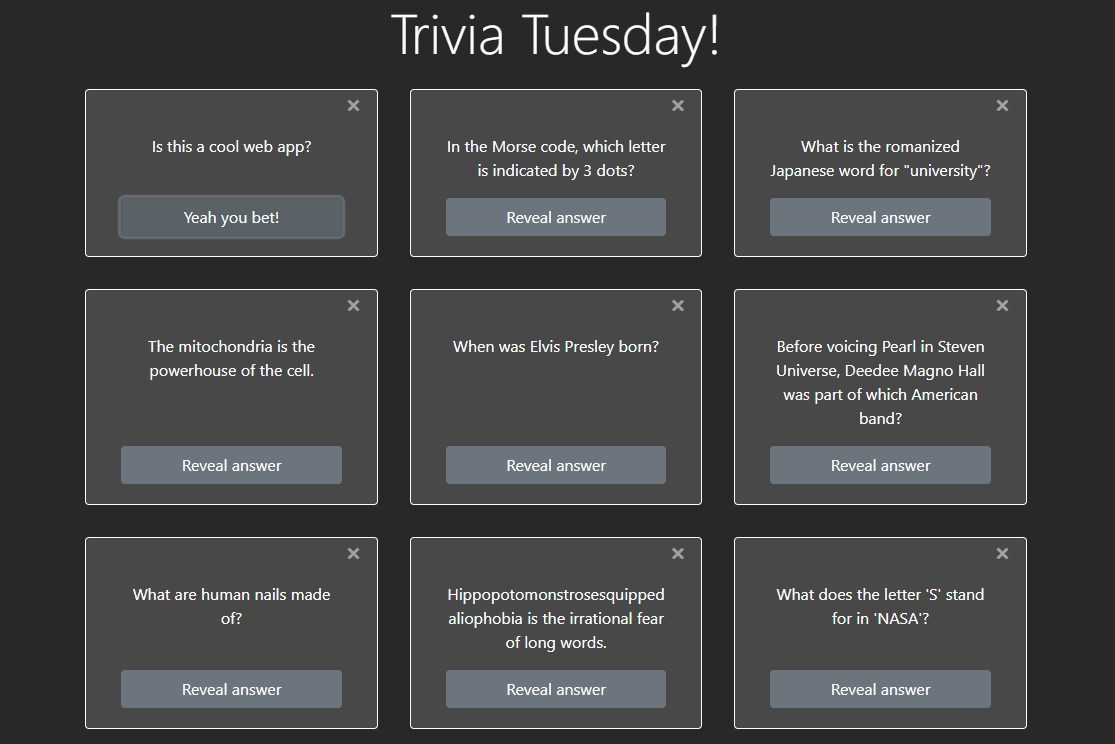 Trivia Tuesday!
Is this a cool web app?
Yeah you bet!
In the Morse code, which letter
is indicated by 3 dots?
Reveal answer
What is the romanized
Japanese word for "university"?
Reveal answer
The mitochondria is the
powerhouse of the cell.
Reveal answer
When was Elvis Presley born?
Reveal answer
Before voicing Pearl in Steven
Universe, Deedee Magno Hall
was part of which American
band?
Reveal answer
What are human nails made
of?
Reveal answer
Hippopotomonstrosesquipped
aliophobia is the irrational fear
of long words.
Reveal answer
What does the letter 'S' stand
for in 'NASA'?
Reveal answer